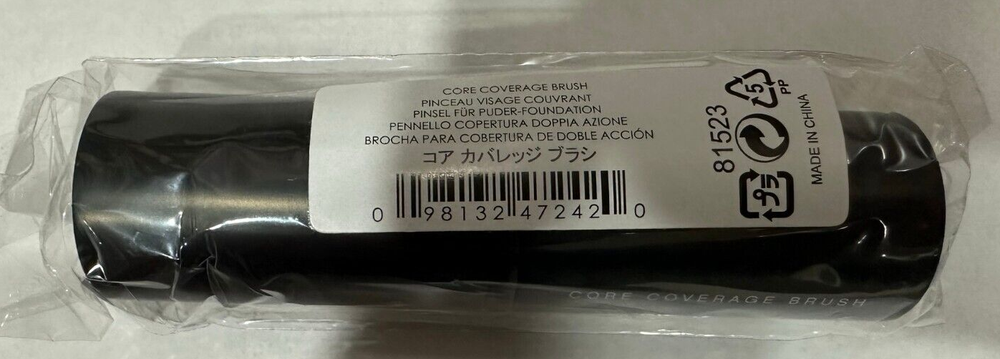 CORE COVERAGE BRUSH
PINCEAU VISAGE COUVRANT
PINSEL FÜR PUDER-FOUNDATION
PENNELLO COPERTURA DOPPIA AZIONE
BROCHA PARA COBERTURA DE DOBLE ACCIÓN
コア カバレッジ ブラシ
0 98132 47242 0
81523
5
PP
プラ
MADE IN CHINA
CORE COVERAGE BRUSH